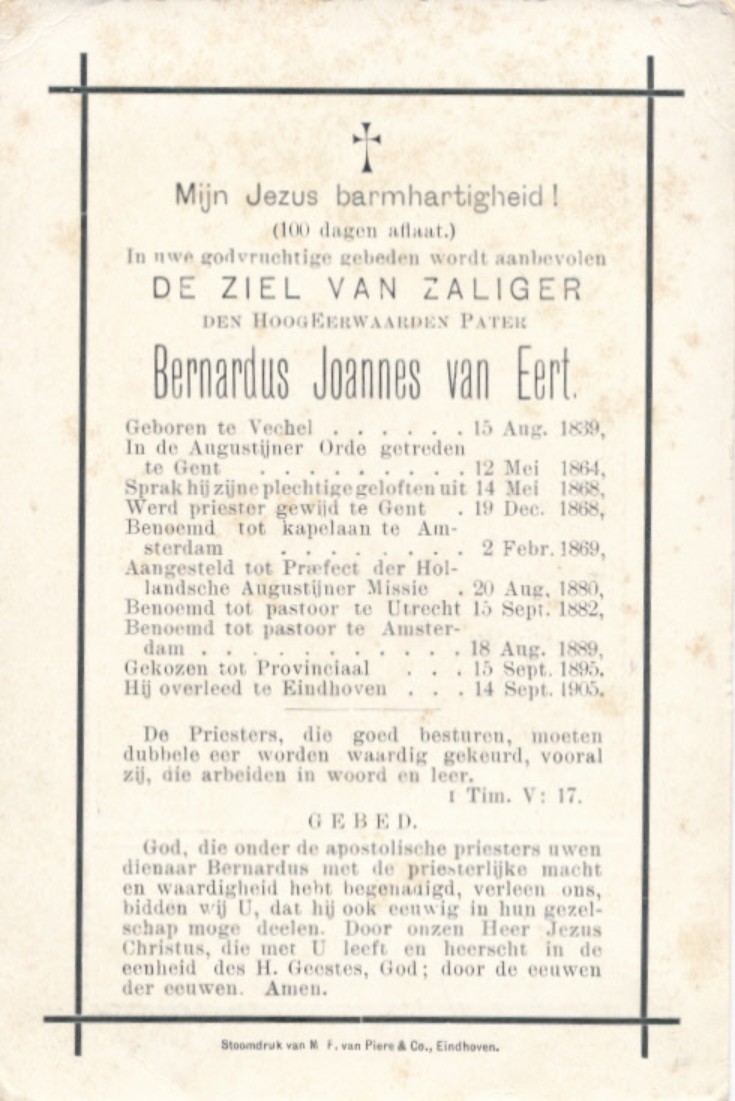 Mijn Jezus barmhartigheid!
(100 dagen aflaat.)
In uwe godvruchtige gebeden wordt aanbevolen
DE ZIEL VAN ZALIGER
DEN HOOGEERWAARDEN PATER
Bernardus Joannes van Eert.
Geboren te Vechel . . . . . . 15 Aug. 1839,
In de Augustijner Orde getreden
te Gent . . . . . . . . . 12 Mei 1864,
Sprak hij zijne plechtige geloften uit 14 Mei 1868,
Werd priester gewijd te Gent . 19 Dec. 1868,
Benoemd tot kapelaan te Am-
sterdam . . . . . . . . 2 Febr. 1869,
Aangesteld tot Præfect der Hol-
landsche Augustijner Missie . 20 Aug. 1880,
Benoemd tot pastoor te Utrecht 15 Sept. 1882,
Benoemd tot pastoor te Amster-
dam . . . . . . . . . . . 18 Aug. 1889,
Gekozen tot Provinciaal . . . 15 Sept. 1895.
Hij overleed te Eindhoven . . . 14 Sept. 1905.
De Priesters, die goed besturen, moeten
dubbele eer worden waardig gekeurd, vooral
zij, die arbeiden in woord en leer.
I Tim. V: 17.
GEBED.
God, die onder de apostolische priesters uwen
dienaar Bernardus met de priesterlijke macht
en waardigheid hebt begenadigd, verleen ons,
bidden wij U, dat hij ook eeuwig in hun gezel-
schap moge deelen. Door onzen Heer Jezus
Christus, die met U leeft en heerscht in de
eenheid des H. Geestes, God; door de eeuwen
der eeuwen. Amen.
Stoomdruk van M. F. van Piere & Co., Eindhoven.